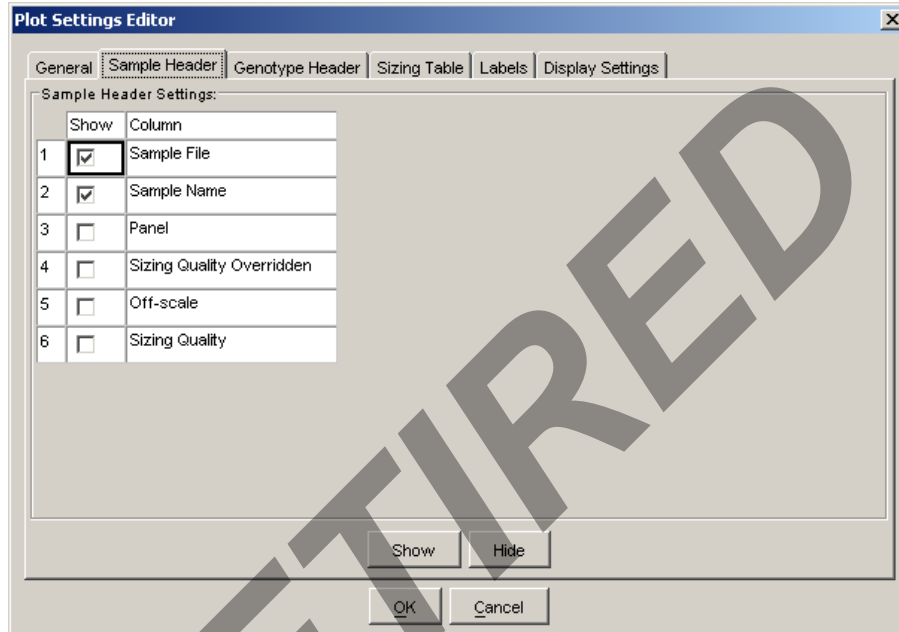 Plot Settings Editor
General Sample Header Genotype Header Sizing Table Labels Display Settings
Sample Header Settings:
Show Column
1 Sample File
2 Sample Name
3 Panel
4 Sizing Quality Overridden
5 Off-scale
6 Sizing Quality
Show Hide
OK Cancel
RETIRED